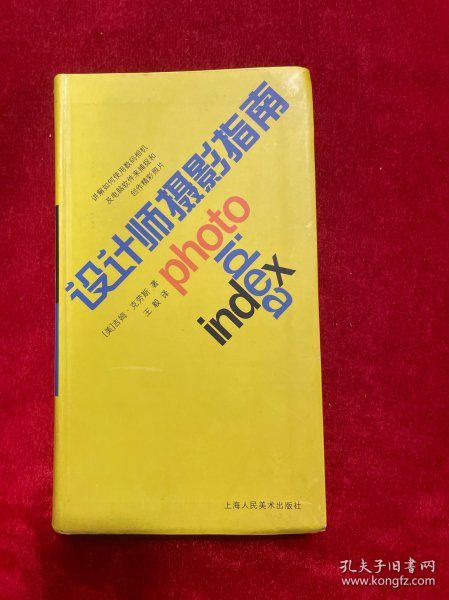 详解如何使用数码相机
及电脑软件来捕捉和
创作精彩照片
设计师摄影指南
photo
idea
index
[美]吉姆·克劳斯 著
王毅 译
上海人民美术出版社
孔夫子旧书网
www.kongfz.com